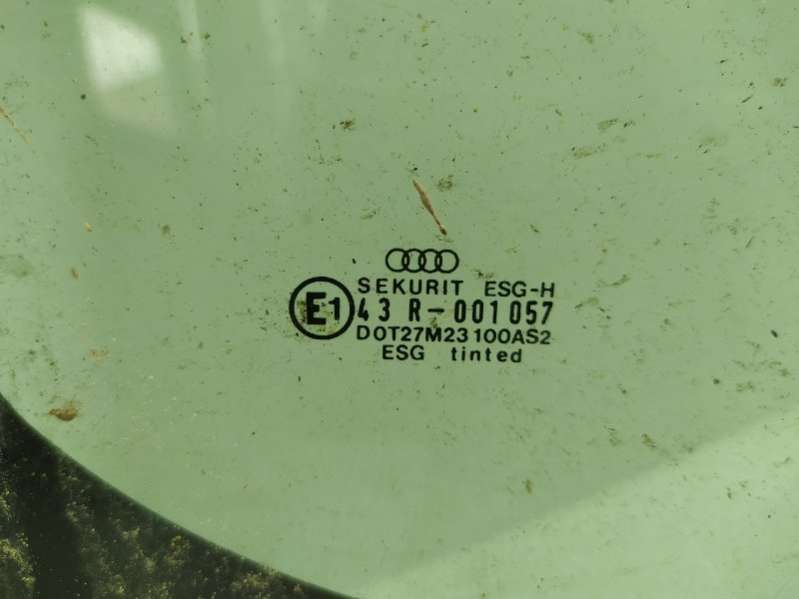 SEKURIT ESG-H
E1 43 R-001057
DOT27M23100AS2
ESG tinted